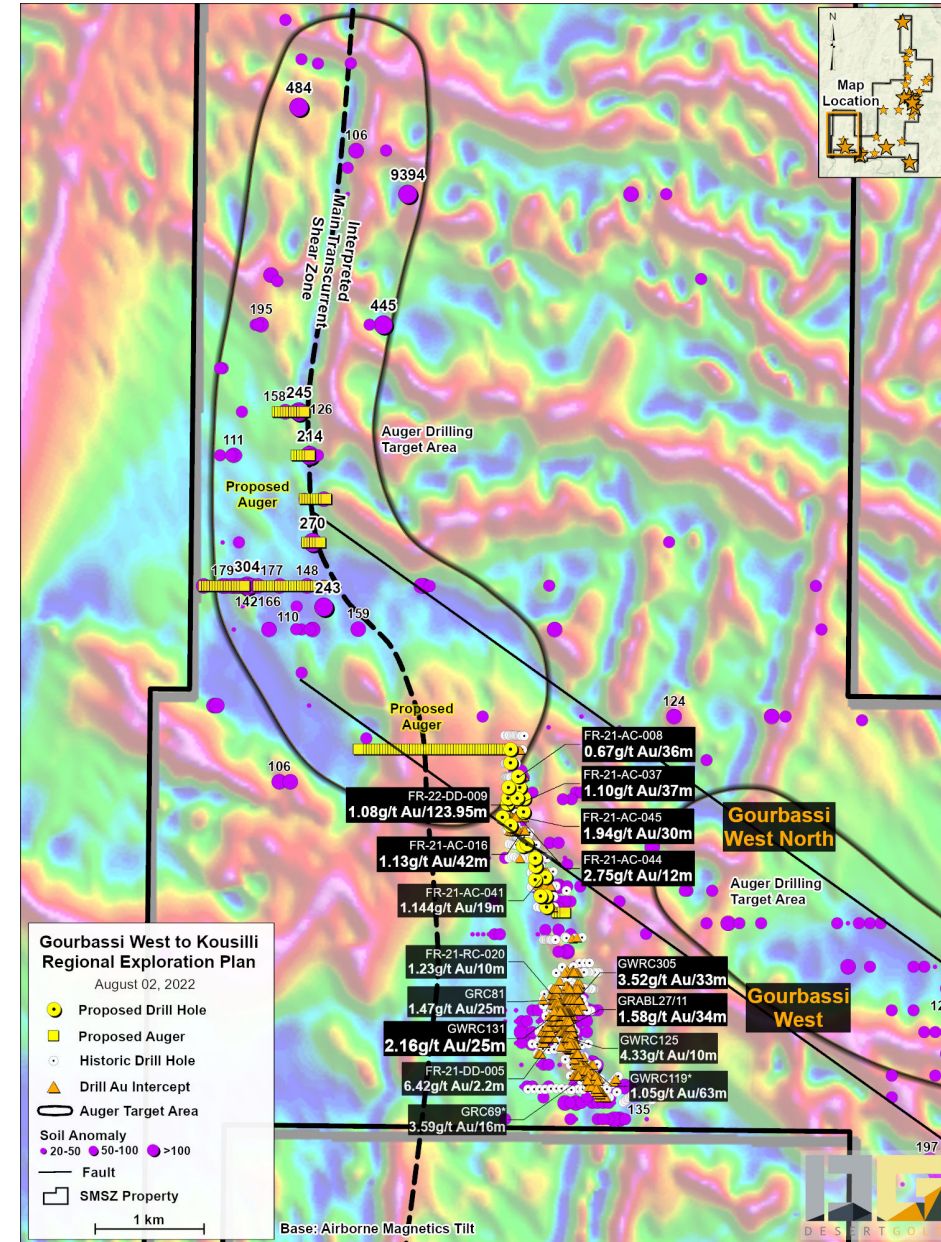 N
Map
Location
484
106
9394
Interpreted
Main Transcurrent
Shear Zone
195
445
158
245
126
214
111
Auger Drilling
Target Area
Proposed
Auger
270
179
304
177
148
142
166
243
110
159
Proposed
Auger
124
106
FR-21-AC-008
0.67g/t Au/36m
FR-22-DD-009
1.08g/t Au/123.95m
FR-21-AC-037
1.10g/t Au/37m
FR-21-AC-045
1.94g/t Au/30m
Gourbassi
West North
FR-21-AC-016
1.13g/t Au/42m
FR-21-AC-044
2.75g/t Au/12m
FR-21-AC-041
1.144g/t Au/19m
Auger Drilling
Target Area
FR-21-RC-020
1.23g/t Au/10m
GWRC305
3.52g/t Au/33m
GRC81
1.47g/t Au/25m
GRABL27/11
1.58g/t Au/34m
Gourbassi
West
GWRC131
2.16g/t Au/25m
GWRC125
4.33g/t Au/10m
FR-21-DD-005
6.42g/t Au/2.2m
GWRC119*
1.05g/t Au/63m
GRC69*
3.59g/t Au/16m
135
197
Gourbassi West to Kousilli
Regional Exploration Plan
August 02, 2022
Proposed Drill Hole
Proposed Auger
Historic Drill Hole
Drill Au Intercept
Auger Target Area
Soil Anomaly
20-50 50-100 >100
Fault
SMSZ Property
1 km
Base: Airborne Magnetics Tilt